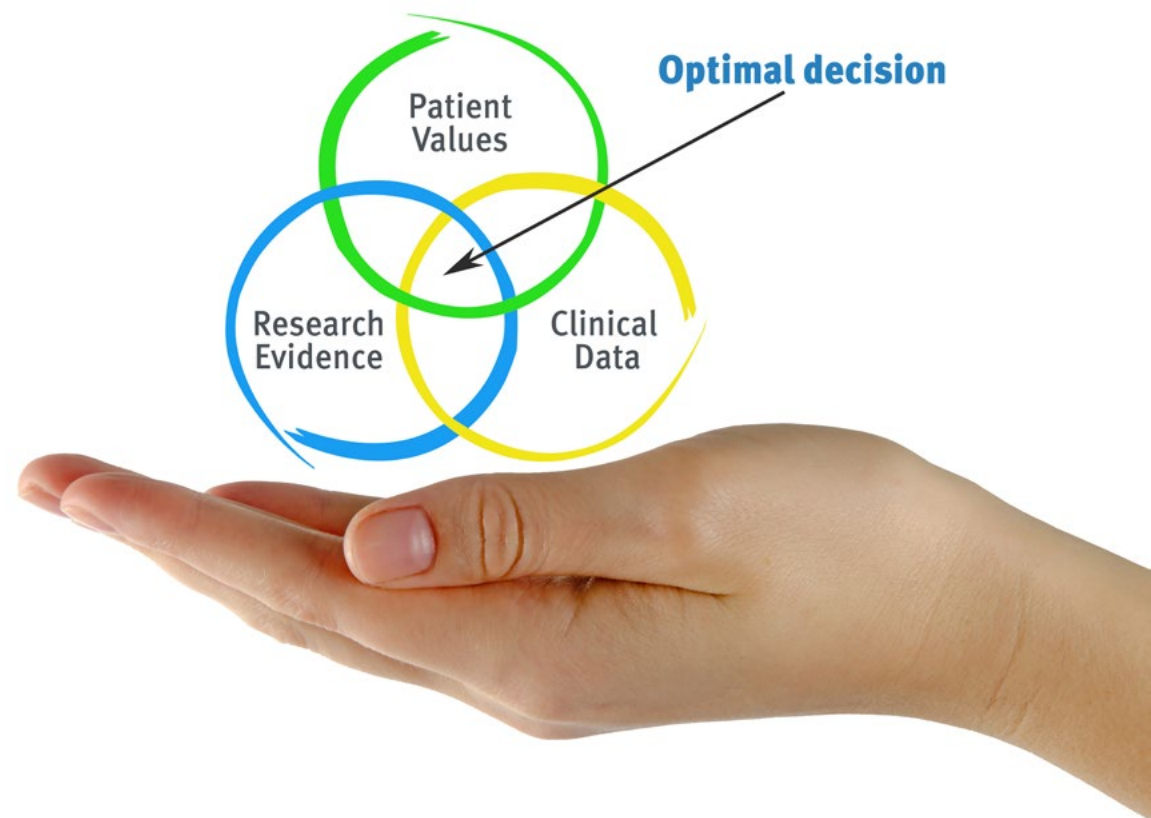 Optimal decision
Patient
Values
Research
Evidence
Clinical
Data